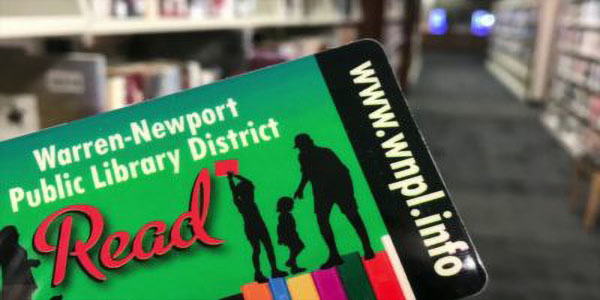 Warren-Newport
Public Library District
Read
www.wnpl.info